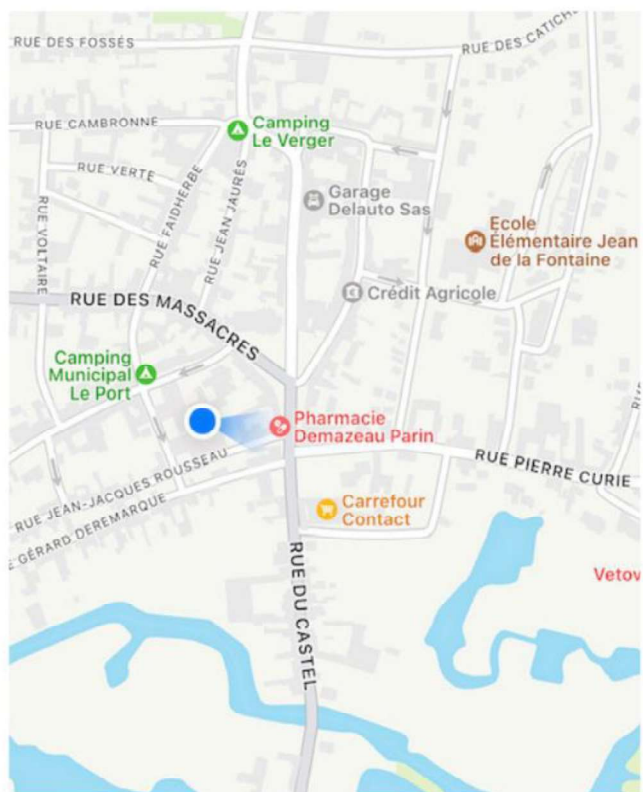 RUE DES FOSSÉS
RUE DES CATICHE
RUE CAMBRONNE
Camping
Le Verger
RUE VERTE
RUE VOLTAIRE
RUE FAIDHERBE
RUE JEAN JAURÈS
Garage
Delauto Sas
Ecole
Élémentaire Jean
de la Fontaine
Crédit Agricole
RUE DES MASSACRES
Camping
Municipal
Le Port
Pharmacie
Demazeau Parin
RUE PIERRE CURIE
RUE JEAN-JACQUES ROUSSEAU
E GÉRARD DEREMARQUE
Carrefour
Contact
RUE DU CASTEL
Vetov